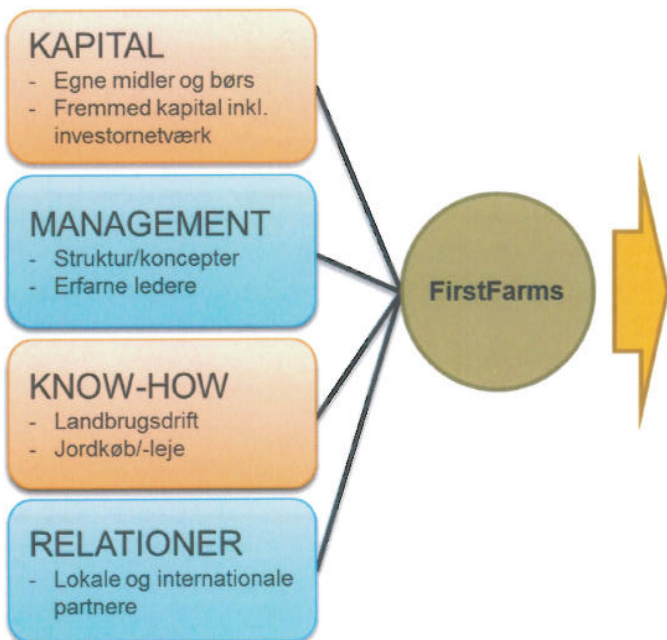 KAPITAL
- Egne midler og børs
- Fremmed kapital inkl.
investornetværk
MANAGEMENT
- Struktur/koncepter
- Erfarne ledere
KNOW-HOW
- Landbrugsdrift
- Jordkøb/-leje
RELATIONER
- Lokale og internationale
partnere
FirstFarms